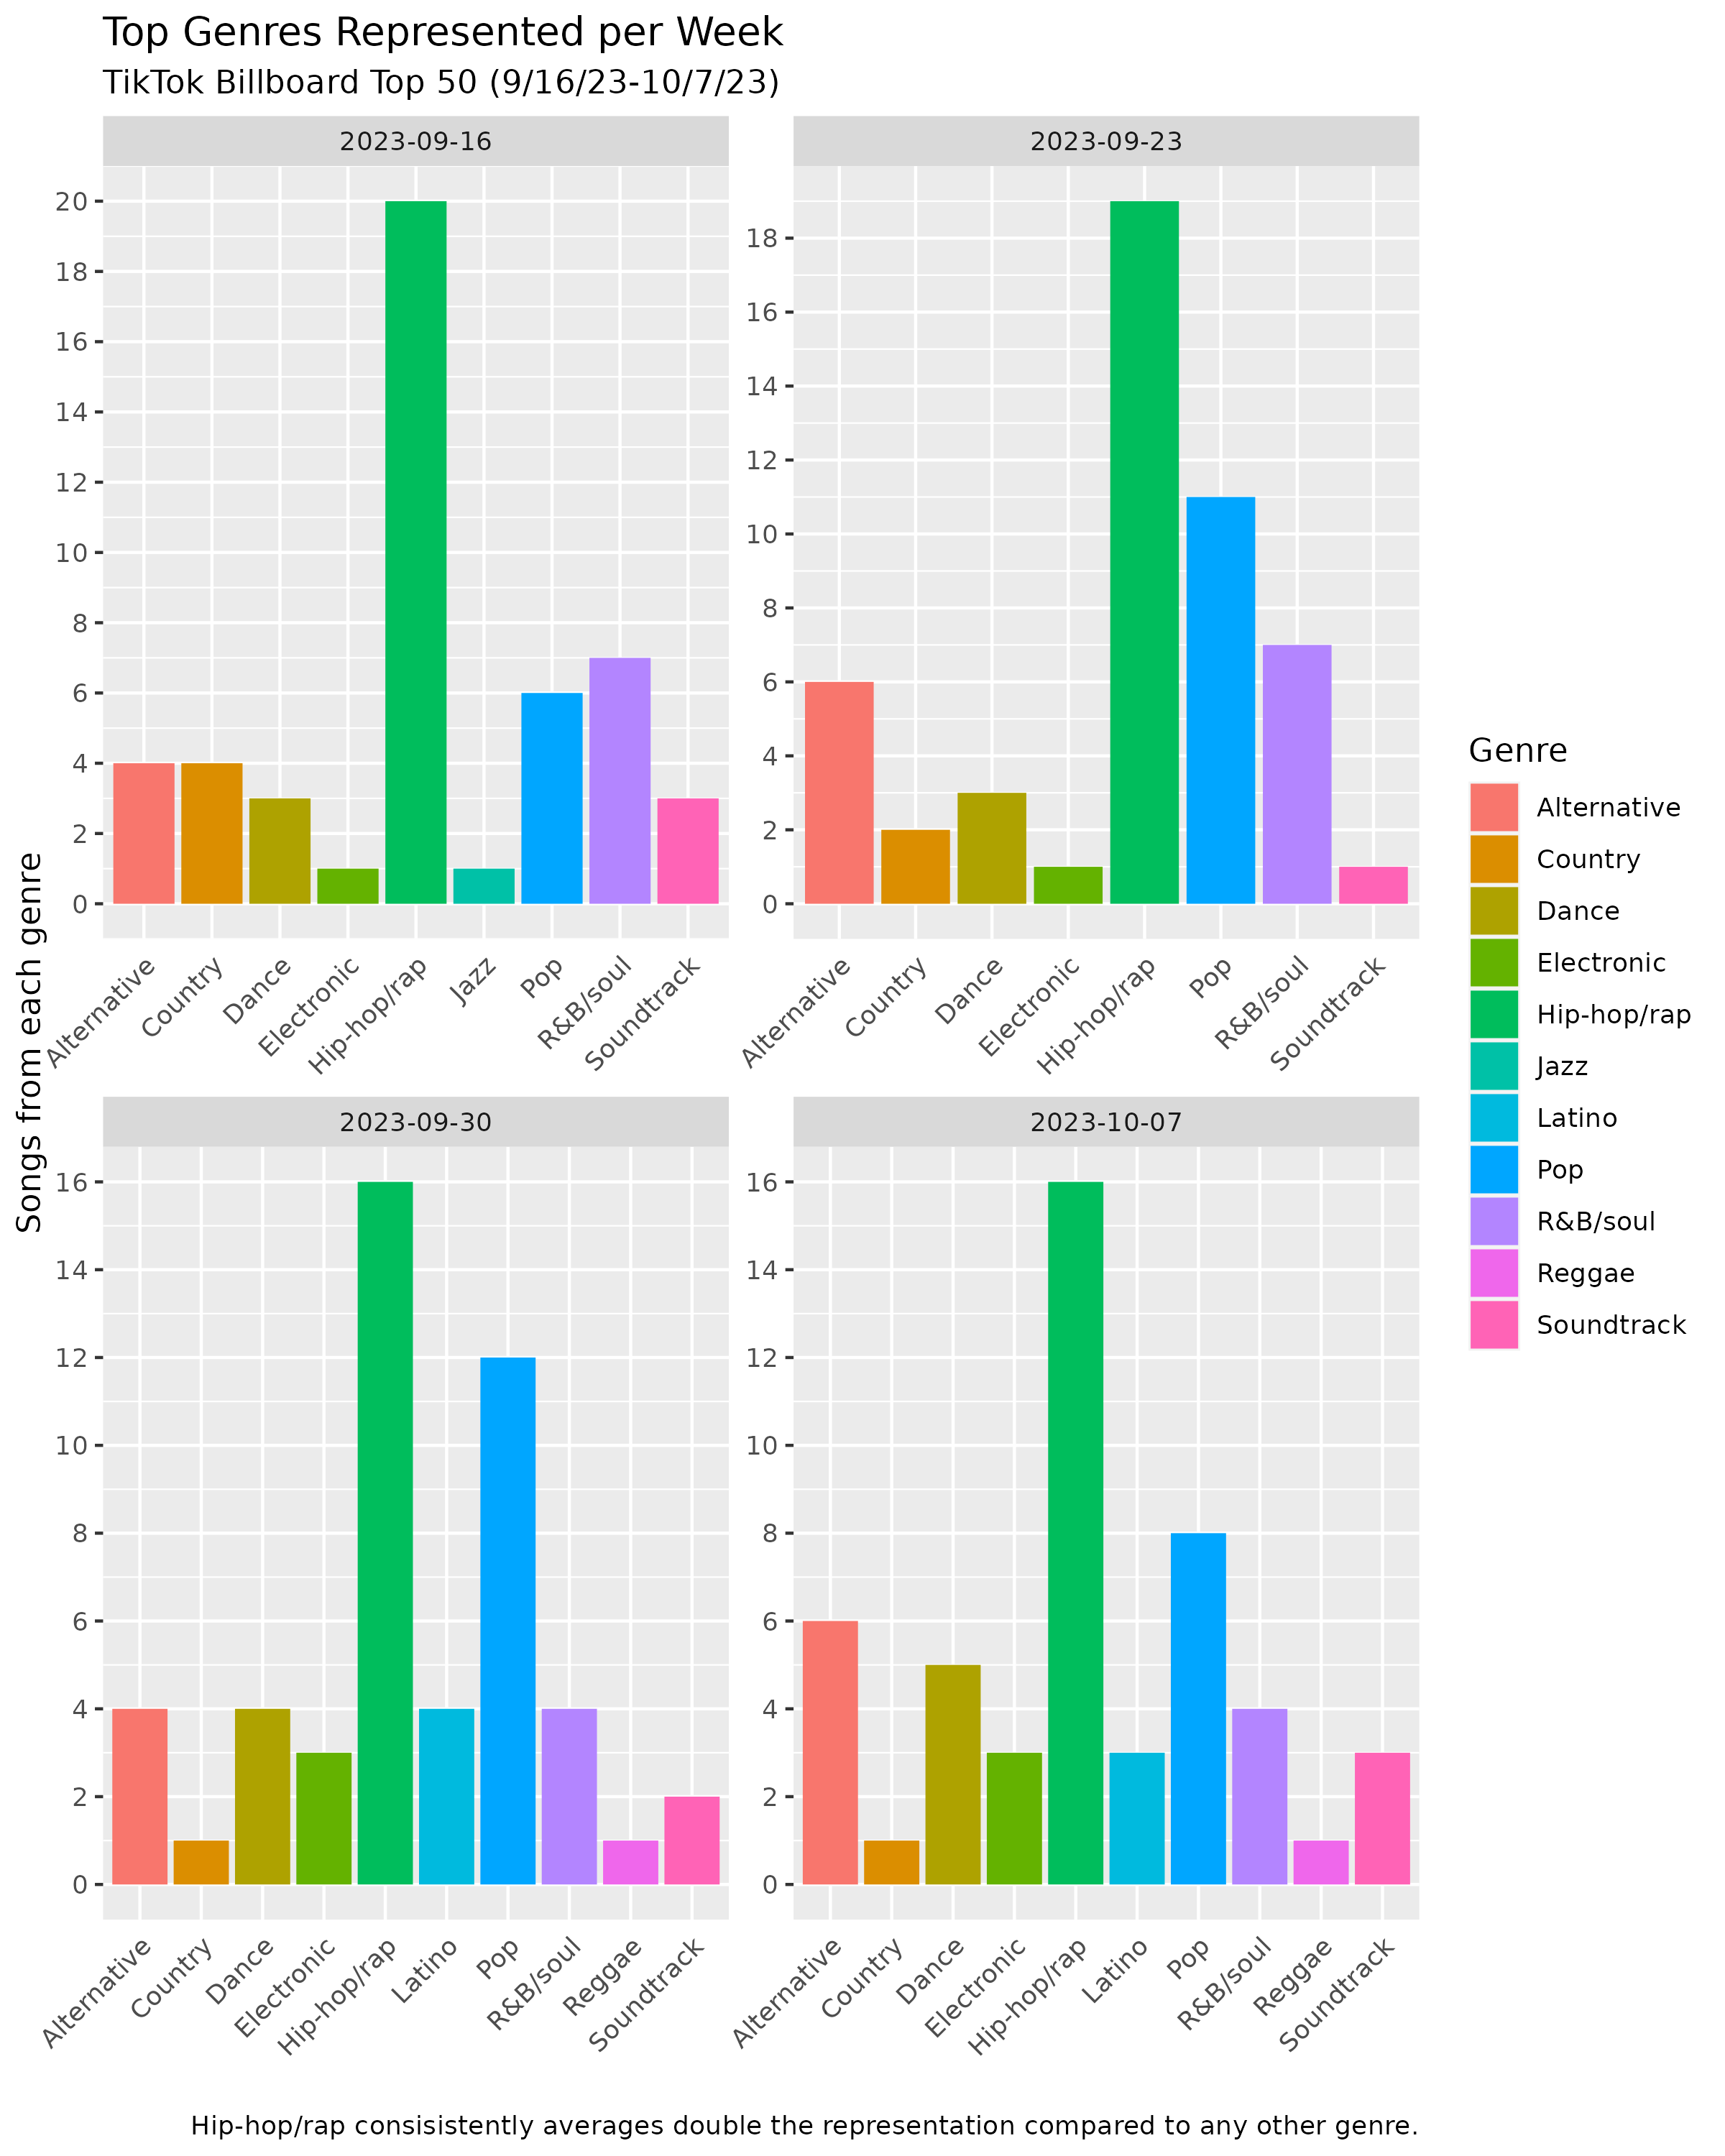 Top Genres Represented per Week
TikTok Billboard Top 50 (9/16/23-10/7/23)
Songs from each genre
2023-09-16
20
18
16
14
12
10
8
6
4
2
0
Alternative
Country
Dance
Electronic
Hip-hop/rap
Jazz
Pop
R&B/soul
Soundtrack
2023-09-23
18
16
14
12
10
8
6
4
2
0
Alternative
Country
Dance
Electronic
Hip-hop/rap
Pop
R&B/soul
Soundtrack
2023-09-30
16
14
12
10
8
6
4
2
0
Alternative
Country
Dance
Electronic
Hip-hop/rap
Latino
Pop
R&B/soul
Reggae
Soundtrack
2023-10-07
16
14
12
10
8
6
4
2
0
Alternative
Country
Dance
Electronic
Hip-hop/rap
Latino
Pop
R&B/soul
Reggae
Soundtrack
Genre
Alternative
Country
Dance
Electronic
Hip-hop/rap
Jazz
Latino
Pop
R&B/soul
Reggae
Soundtrack
Hip-hop/rap consisistently averages double the representation compared to any other genre.